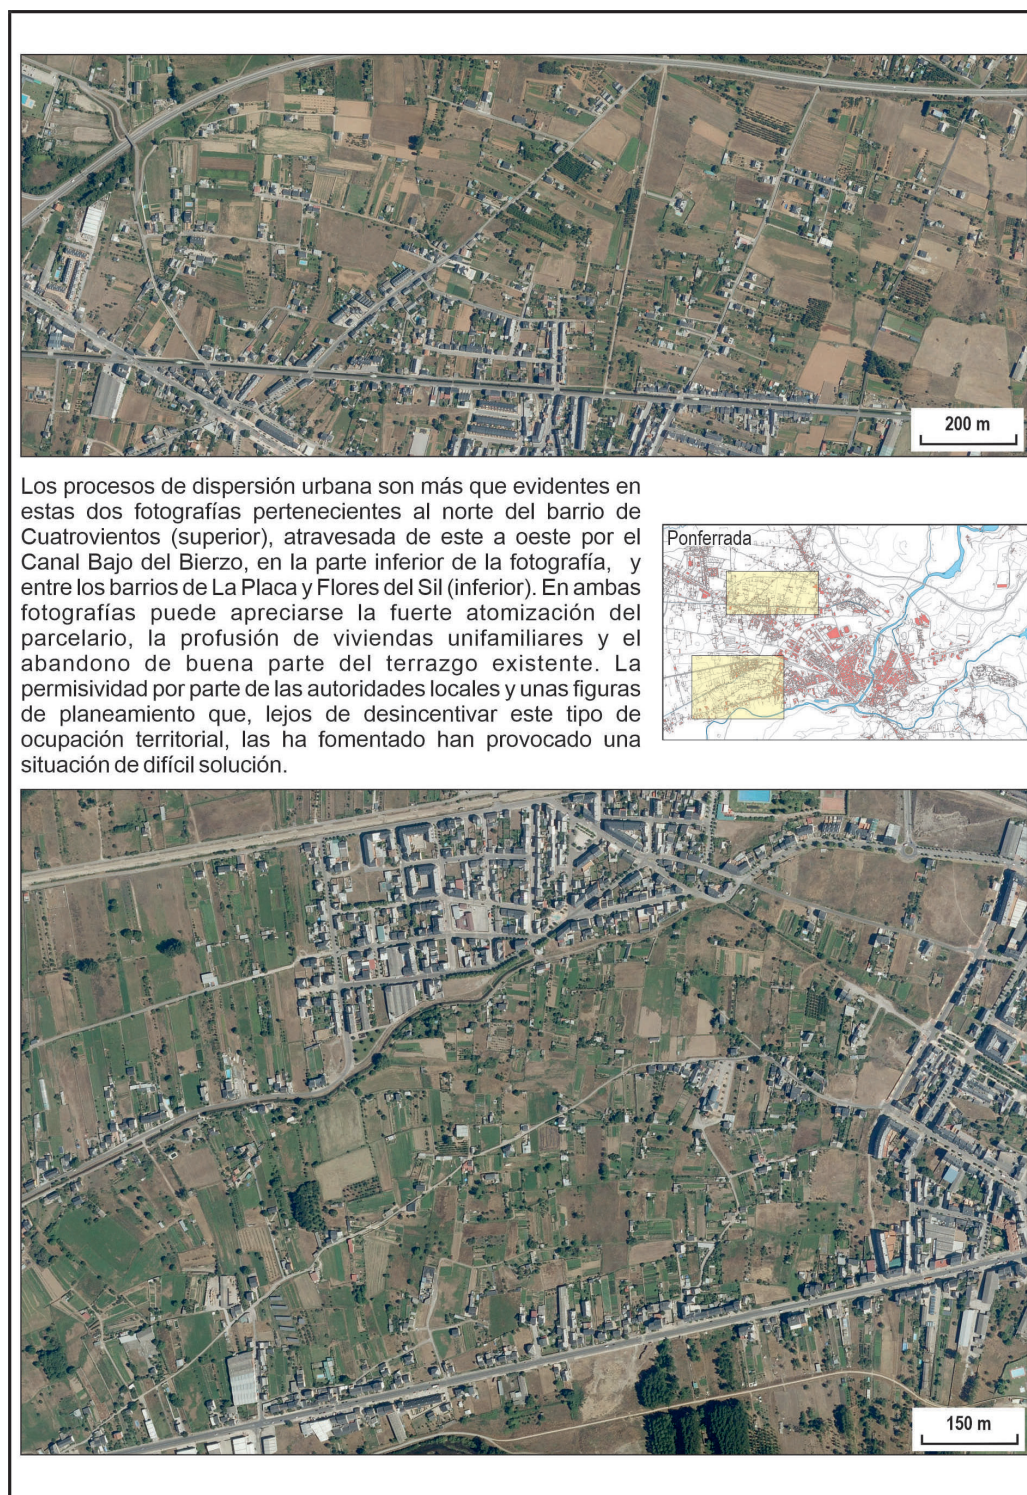 200 m
Los procesos de dispersión urbana son más que evidentes en
estas dos fotografías pertenecientes al norte del barrio de
Cuatrovientos (superior), atravesada de este a oeste por el
Canal Bajo del Bierzo, en la parte inferior de la fotografía, y
entre los barrios de La Placa y Flores del Sil (inferior). En ambas
fotografías puede apreciarse la fuerte atomización del
parcelario, la profusión de viviendas unifamiliares y el
abandono de buena parte del terrazgo existente. La
permisividad por parte de las autoridades locales y unas figuras
de planeamiento que, lejos de desincentivar este tipo de
ocupación territorial, las ha fomentado han provocado una
situación de difícil solución.
Ponferrada
150 m